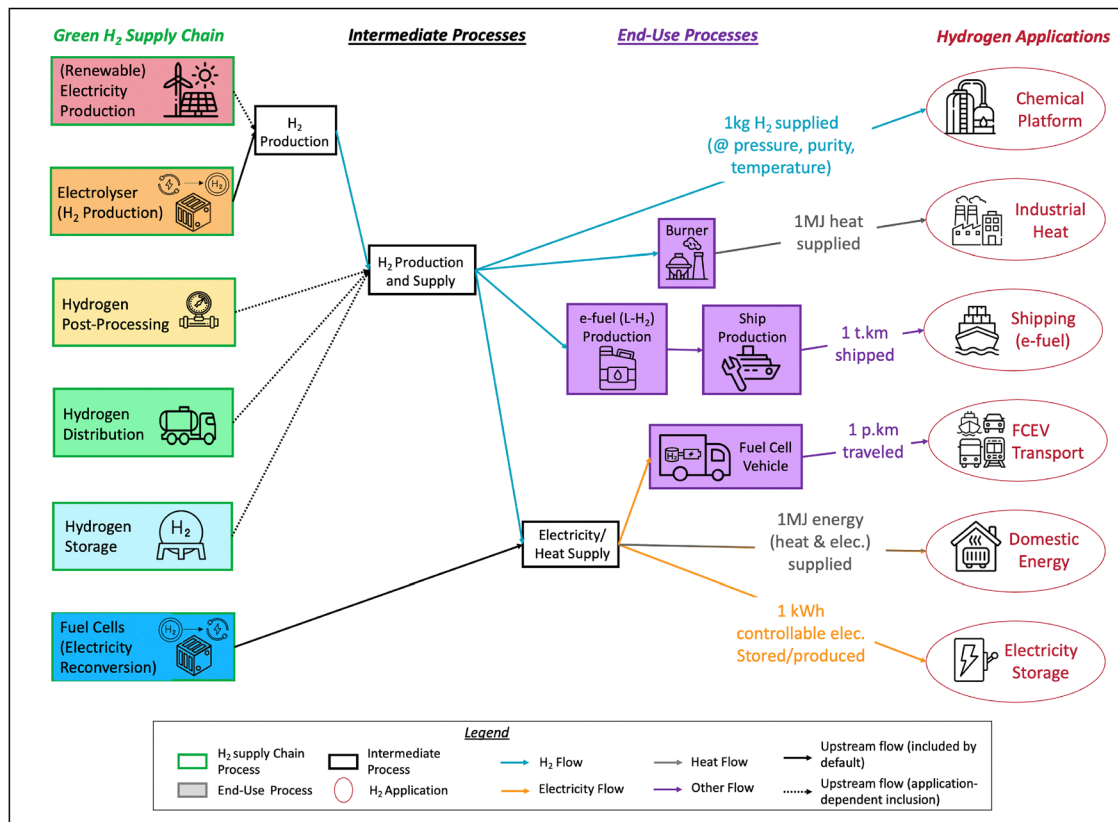 Green H₂ Supply Chain
Intermediate Processes
End-Use Processes
Hydrogen Applications
(Renewable)
Electricity
Production
Electrolyser
(H₂ Production)
H₂
Hydrogen
Post-Processing
Hydrogen
Distribution
Hydrogen
Storage
H₂
Fuel Cells
(Electricity
Reconversion)
H₂
H₂
Production
H₂ Production
and Supply
Electricity/
Heat Supply
1kg H₂ supplied
(@ pressure, purity,
temperature)
Burner
1MJ heat
supplied
e-fuel (L-H₂)
Production
Ship
Production
1 t.km
shipped
H₂
Fuel Cell
Vehicle
1 p.km
traveled
1MJ energy
(heat & elec.)
supplied
1 kWh
controllable elec.
Stored/produced
Chemical
Platform
Industrial
Heat
Shipping
(e-fuel)
FCEV
Transport
Domestic
Energy
Electricity
Storage
Legend
H₂ supply Chain
Process
Intermediate
Process
End-Use Process
H₂ Application
H₂ Flow
Electricity Flow
Heat Flow
Other Flow
Upstream flow (included by
default)
Upstream flow (application-
dependent inclusion)